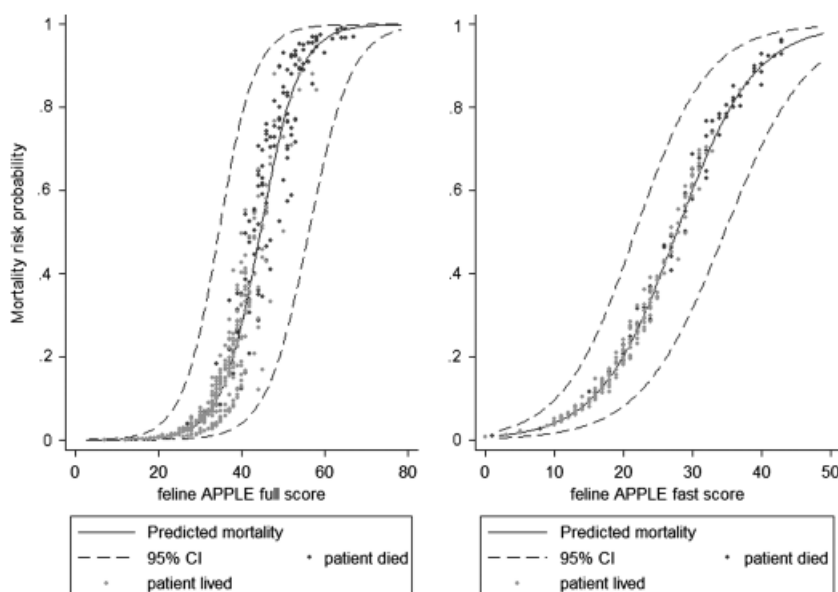 Mortality risk probability
1
.8
.6
.4
.2
0
0 20 40 60 80
feline APPLE full score
Predicted mortality
95% CI
patient died
patient lived
1
.8
.6
.4
.2
0
0 10 20 30 40 50
feline APPLE fast score
Predicted mortality
95% CI
patient died
patient lived